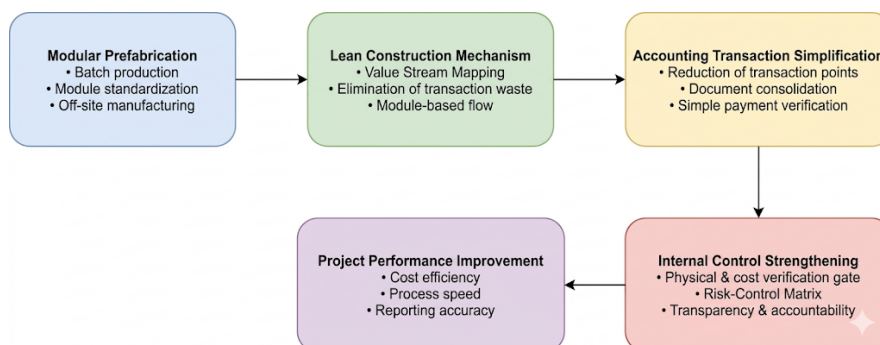 Modular Prefabrication
• Batch production
• Module standardization
• Off-site manufacturing
Lean Construction Mechanism
• Value Stream Mapping
• Elimination of transaction waste
• Module-based flow
Accounting Transaction Simplification
• Reduction of transaction points
• Document consolidation
• Simple payment verification
Project Performance Improvement
• Cost efficiency
• Process speed
• Reporting accuracy
Internal Control Strengthening
• Physical & cost verification gate
• Risk-Control Matrix
• Transparency & accountability